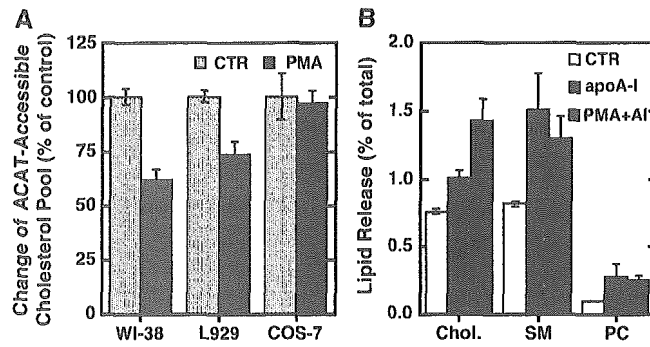 A
Change of ACAT-Accessible
Cholesterol Pool (% of control)
125
100
75
50
25
0
CTR
PMA
WI-38
L929
COS-7
B
Lipid Release (% of total)
2.0
1.5
1.0
0.5
0.0
CTR
apoA-I
Chol.
SM
PC